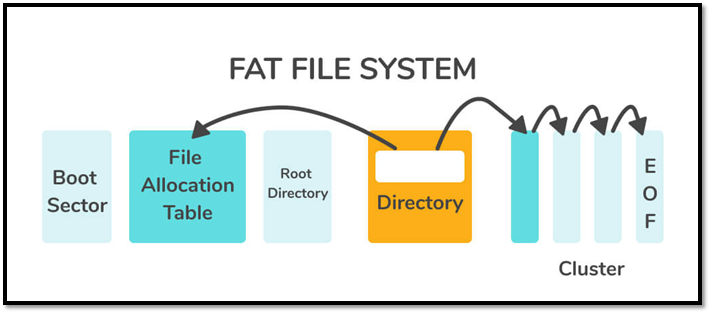 FAT FILE SYSTEM
Boot
Sector
File
Allocation
Table
Root
Directory
Directory
E
O
F
Cluster